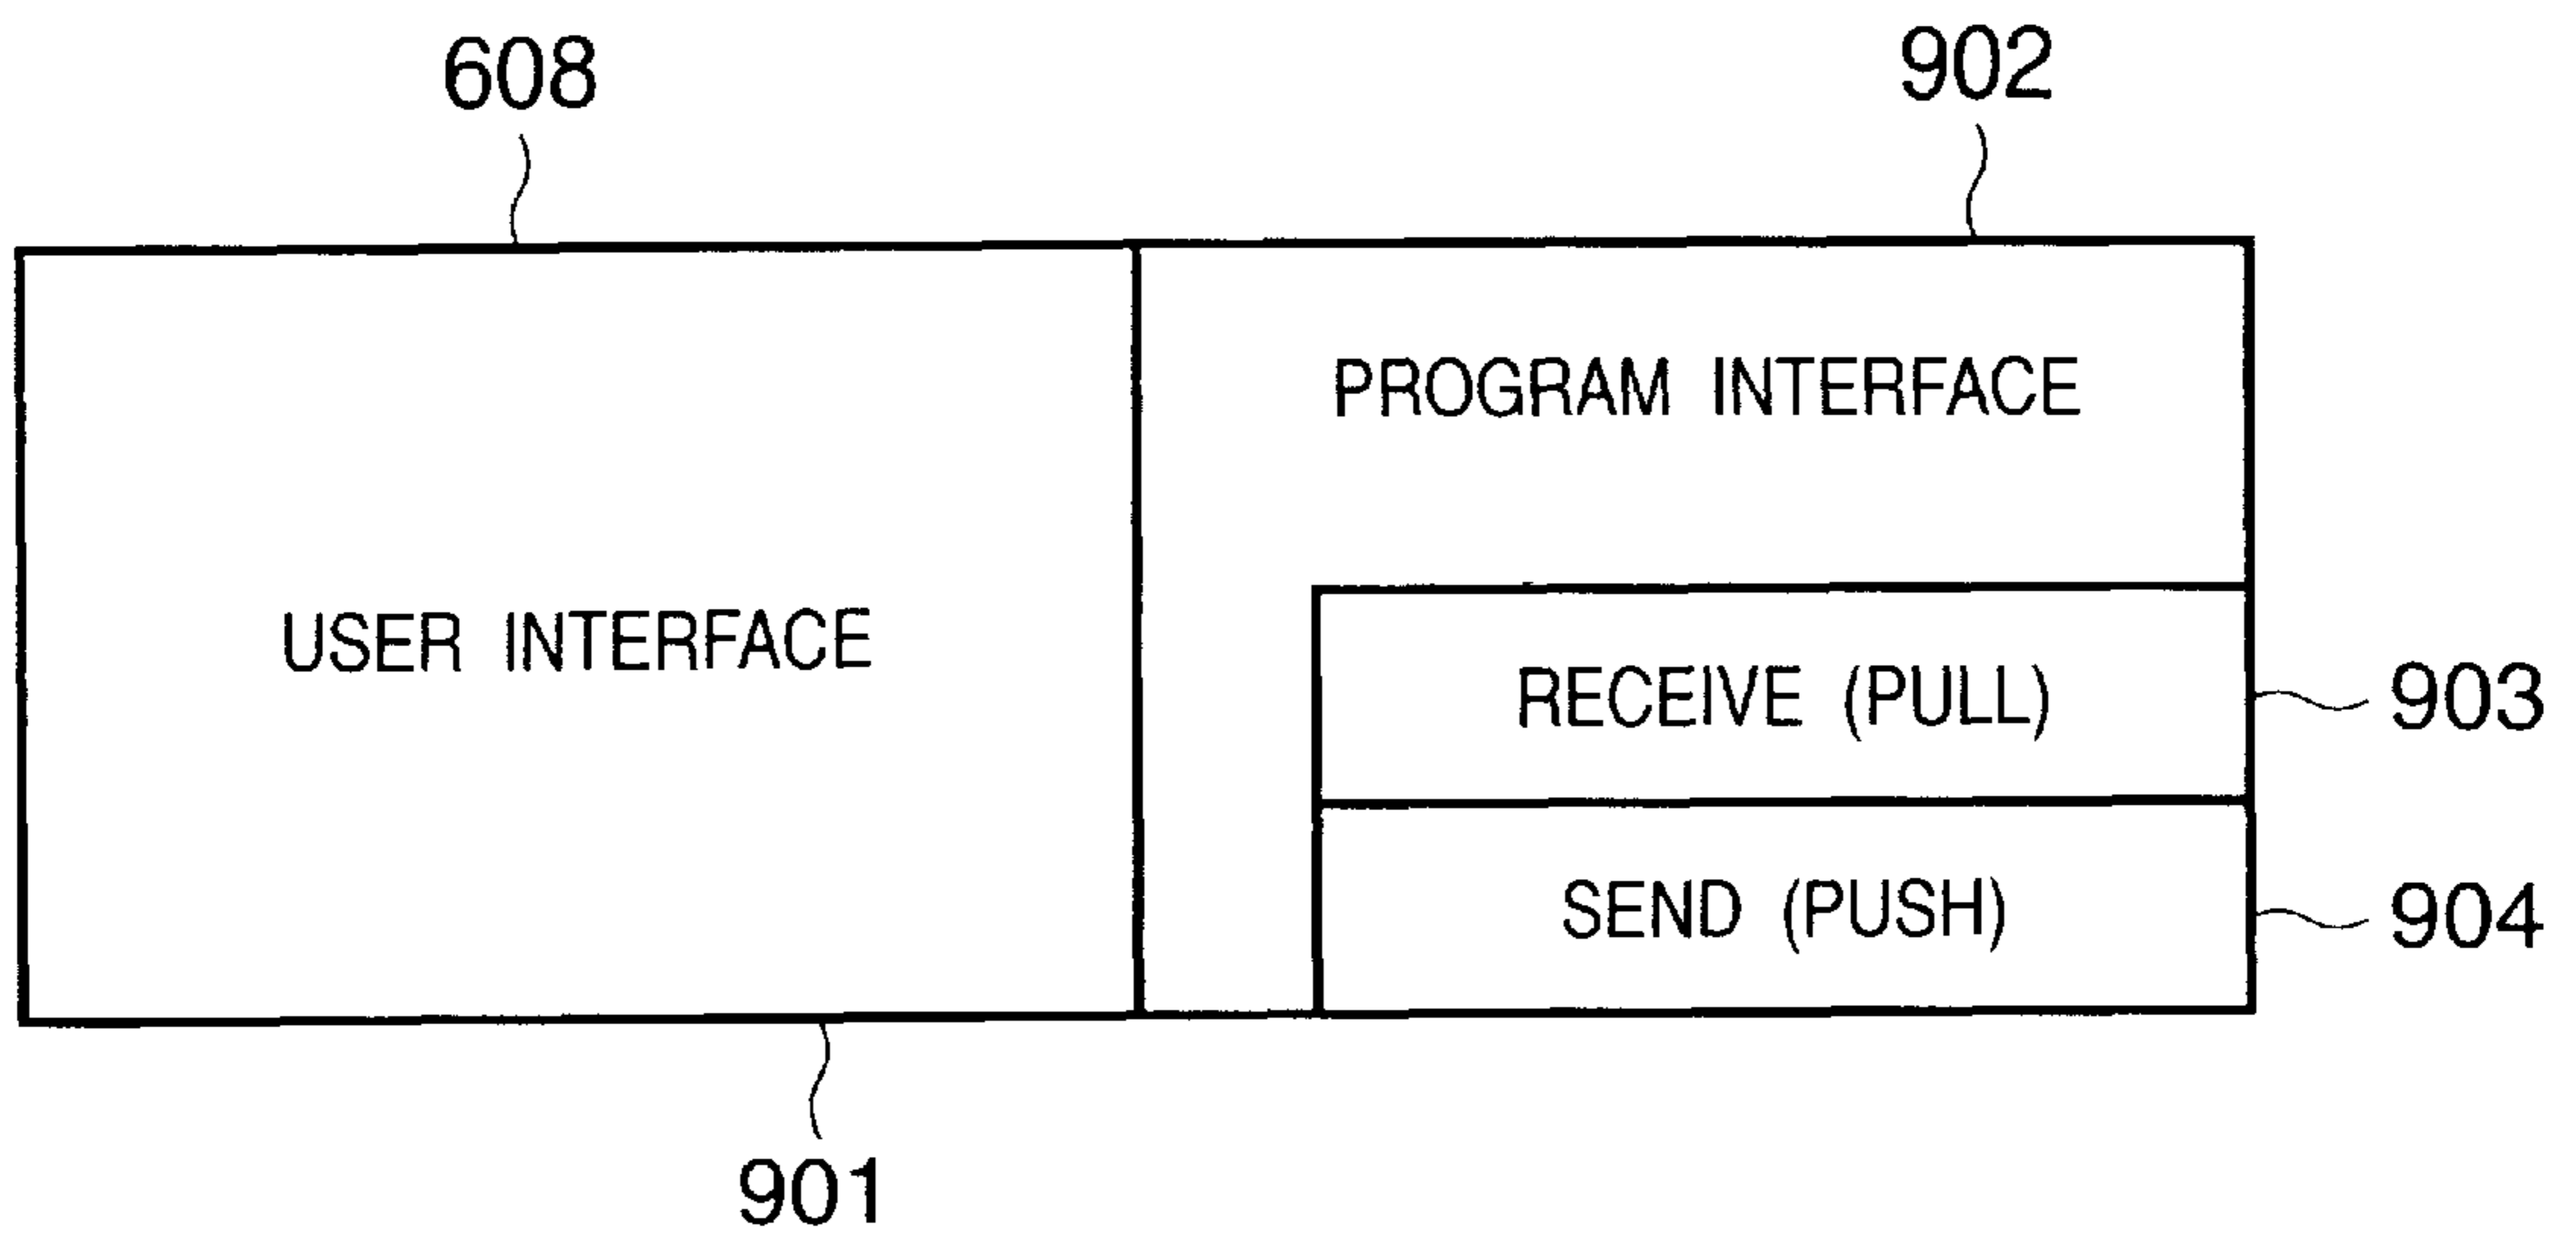 608
902
PROGRAM INTERFACE
USER INTERFACE
RECEIVE (PULL)
903
SEND (PUSH)
904
901